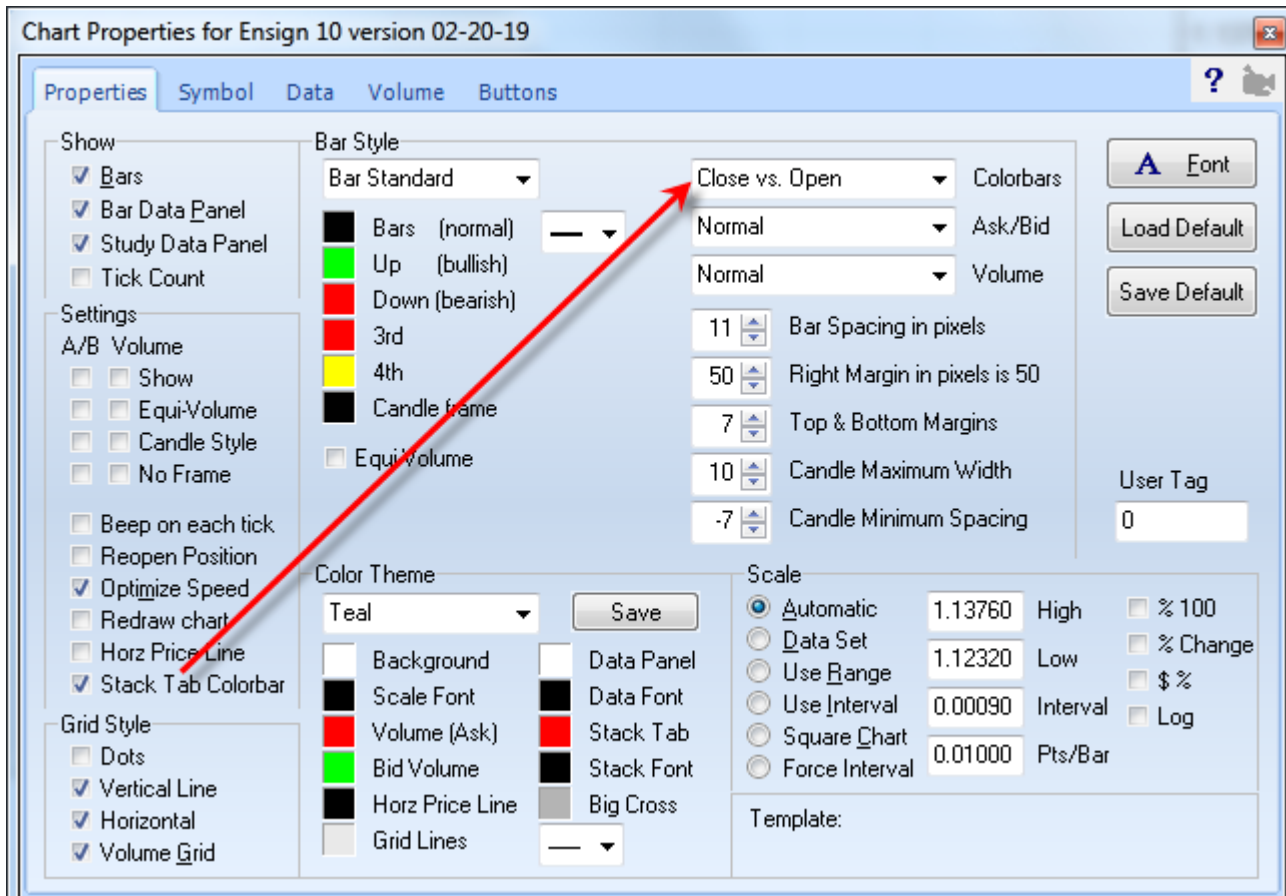 Chart Properties for Ensign 10 version 02-20-19
Properties Symbol Data Volume Buttons
?
Show
Bars
Bar Data Panel
Study Data Panel
Tick Count
Settings
A/B Volume
Show
Equi-Volume
Candle Style
No Frame
Beep on each tick
Reopen Position
Optimize Speed
Redraw chart
Horz Price Line
Stack Tab Colorbar
Grid Style
Dots
Vertical Line
Horizontal
Volume Grid
Bar Style
Bar Standard
Bars (normal)
Up (bullish)
Down (bearish)
3rd
4th
Candle frame
Equi-Volume
Close vs. Open Colorbars
Normal Ask/Bid
Normal Volume
11 Bar Spacing in pixels
50 Right Margin in pixels is 50
7 Top & Bottom Margins
10 Candle Maximum Width
-7 Candle Minimum Spacing
A Font
Load Default
Save Default
User Tag
0
Color Theme
Teal Save
Background Data Panel
Scale Font Data Font
Volume (Ask) Stack Tab
Bid Volume Stack Font
Horz Price Line Big Cross
Grid Lines
Scale
Automatic
Data Set
Use Range
Use Interval
Square Chart
Force Interval
1.13760 High
1.12320 Low
0.00090 Interval
0.01000 Pts/Bar
% 100
% Change
$ %
Log
Template: